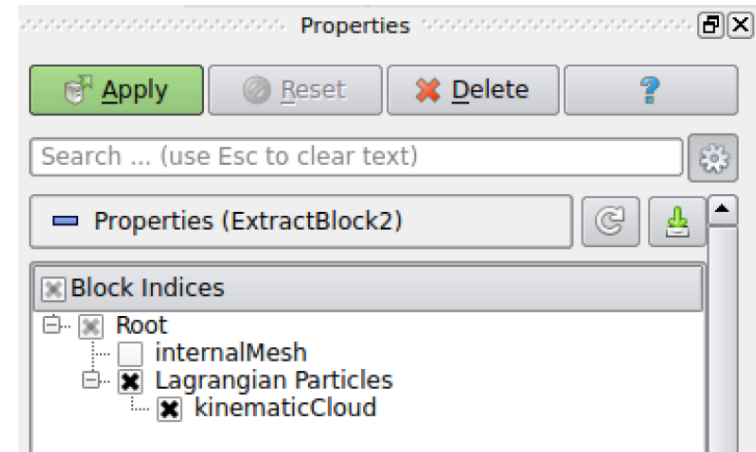 Properties
Apply Reset Delete ?
Search ... (use Esc to clear text)
Properties (ExtractBlock2)
Block Indices
Root
internalMesh
Lagrangian Particles
kinematicCloud